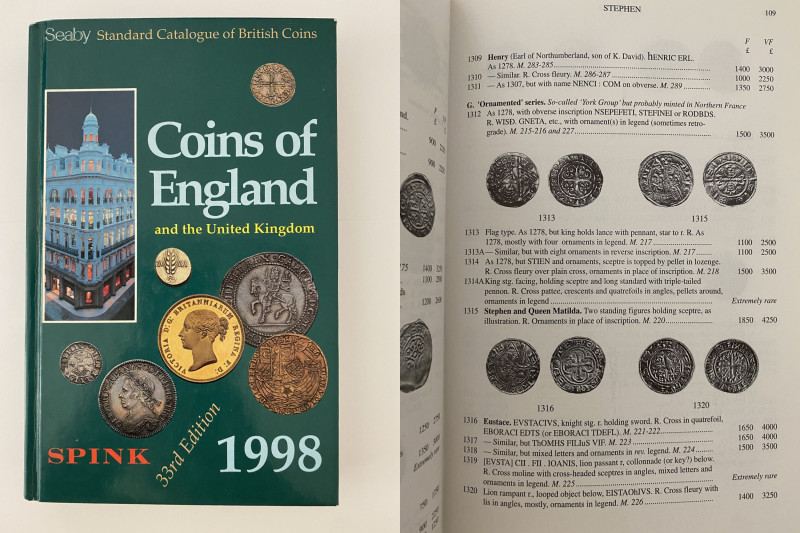 Seaby Standard Catalogue of British Coins
Coins of
England
and the United Kingdom
VICTORIA D: G: BRITANNIARUM REGINA F: D:
SPINK
33rd Edition
1998
STEPHEN
109
F VF
£ £
1309 Henry (Earl of Northumberland, son of K. David). hENRIC ERL.
As 1278. M. 283-285 1400 3000
1310 — Similar. R. Cross fleury. M. 286-287 1000 2250
1311 — As 1307, but with name NENCI : COM on obverse. M. 289 1350 2750
G. 'Ornamented' series. So-called 'York Group' but probably minted in Northern France
1312 As 1278, with obverse inscription NSEPEFETI, STEFINEI or RODBDS.
R. WISÐ. GNETA, etc., with ornament(s) in legend (sometimes retro-
grade). M. 215-216 and 227 1500 3500
1313 1315
1313 Flag type. As 1278, but king holds lance with pennant, star to r. R. As
1278, mostly with four ornaments in legend. M. 217 1100 2500
1313A— Similar, but with eight ornaments in reverse inscription. M. 217 1100 2500
1314 As 1278, but STIEN and ornaments, sceptre is topped by pellet in lozenge.
R. Cross fleury over plain cross, ornaments in place of inscription. M. 218 1500 3500
1314A King stg. facing, holding sceptre and long standard with triple-tailed
pennon. R. Cross pattee, crescents and quatrefoils in angles, pellets around,
ornaments in legend Extremely rare
1315 Stephen and Queen Matilda. Two standing figures holding sceptre, as
illustration. R. Ornaments in place of inscription. M. 220 1850 4250
1316 1320
1316 Eustace. EVSTACIVS, knight stg. r. holding sword. R. Cross in quatrefoil,
EBORACI EDTS (or EBORACI TDEFL). M. 221-222 1650 4000
1317 — Similar, but ThOMHS FILIuS VIF. M. 223 1650 4000
1318 — Similar, but mixed letters and ornaments in rev. legend. M. 224 1500 3500
1319 [EVSTA] CII . FII . IOANIS, lion passant r, collonnade (or key?) below.
R. Cross moline with cross-headed sceptres in angles, mixed letters and
ornaments in legend. M. 225 Extremely rare
1320 Lion rampant r., looped object below, EISTAOhIVS. R. Cross fleury with
lis in angles, mostly, ornaments in legend. M. 226 1400 3250